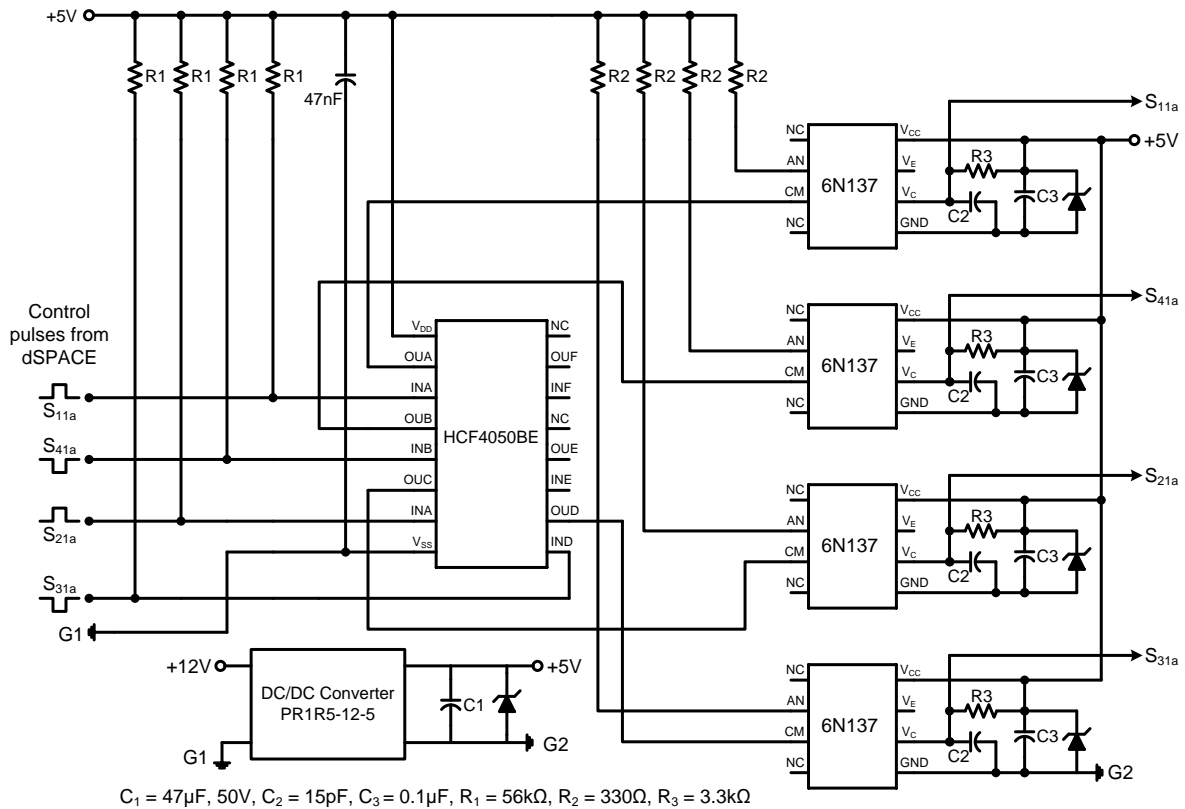 +5V
R1 R1 R1 R1
47nF
R2 R2 R2 R2
S11a
+5V
NC
AN
CM
NC
6N137
VCC
VE
VC
GND
R3
C2
C3
S41a
NC
AN
CM
NC
6N137
VCC
VE
VC
GND
R3
C2
C3
Control
pulses from
dSPACE
S11a
S41a
S21a
S31a
G1
VDD
OUA
INA
OUB
INB
OUC
INA
VSS
HCF4050BE
NC
OUF
INF
NC
OUE
INE
OUD
IND
S21a
NC
AN
CM
NC
6N137
VCC
VE
VC
GND
R3
C2
C3
S31a
NC
AN
CM
NC
6N137
VCC
VE
VC
GND
R3
C2
C3
G2
+12V
G1
DC/DC Converter
PR1R5-12-5
C1
+5V
G2
C₁ = 47µF, 50V, C₂ = 15pF, C₃ = 0.1µF, R₁ = 56kΩ, R₂ = 330Ω, R₃ = 3.3kΩ